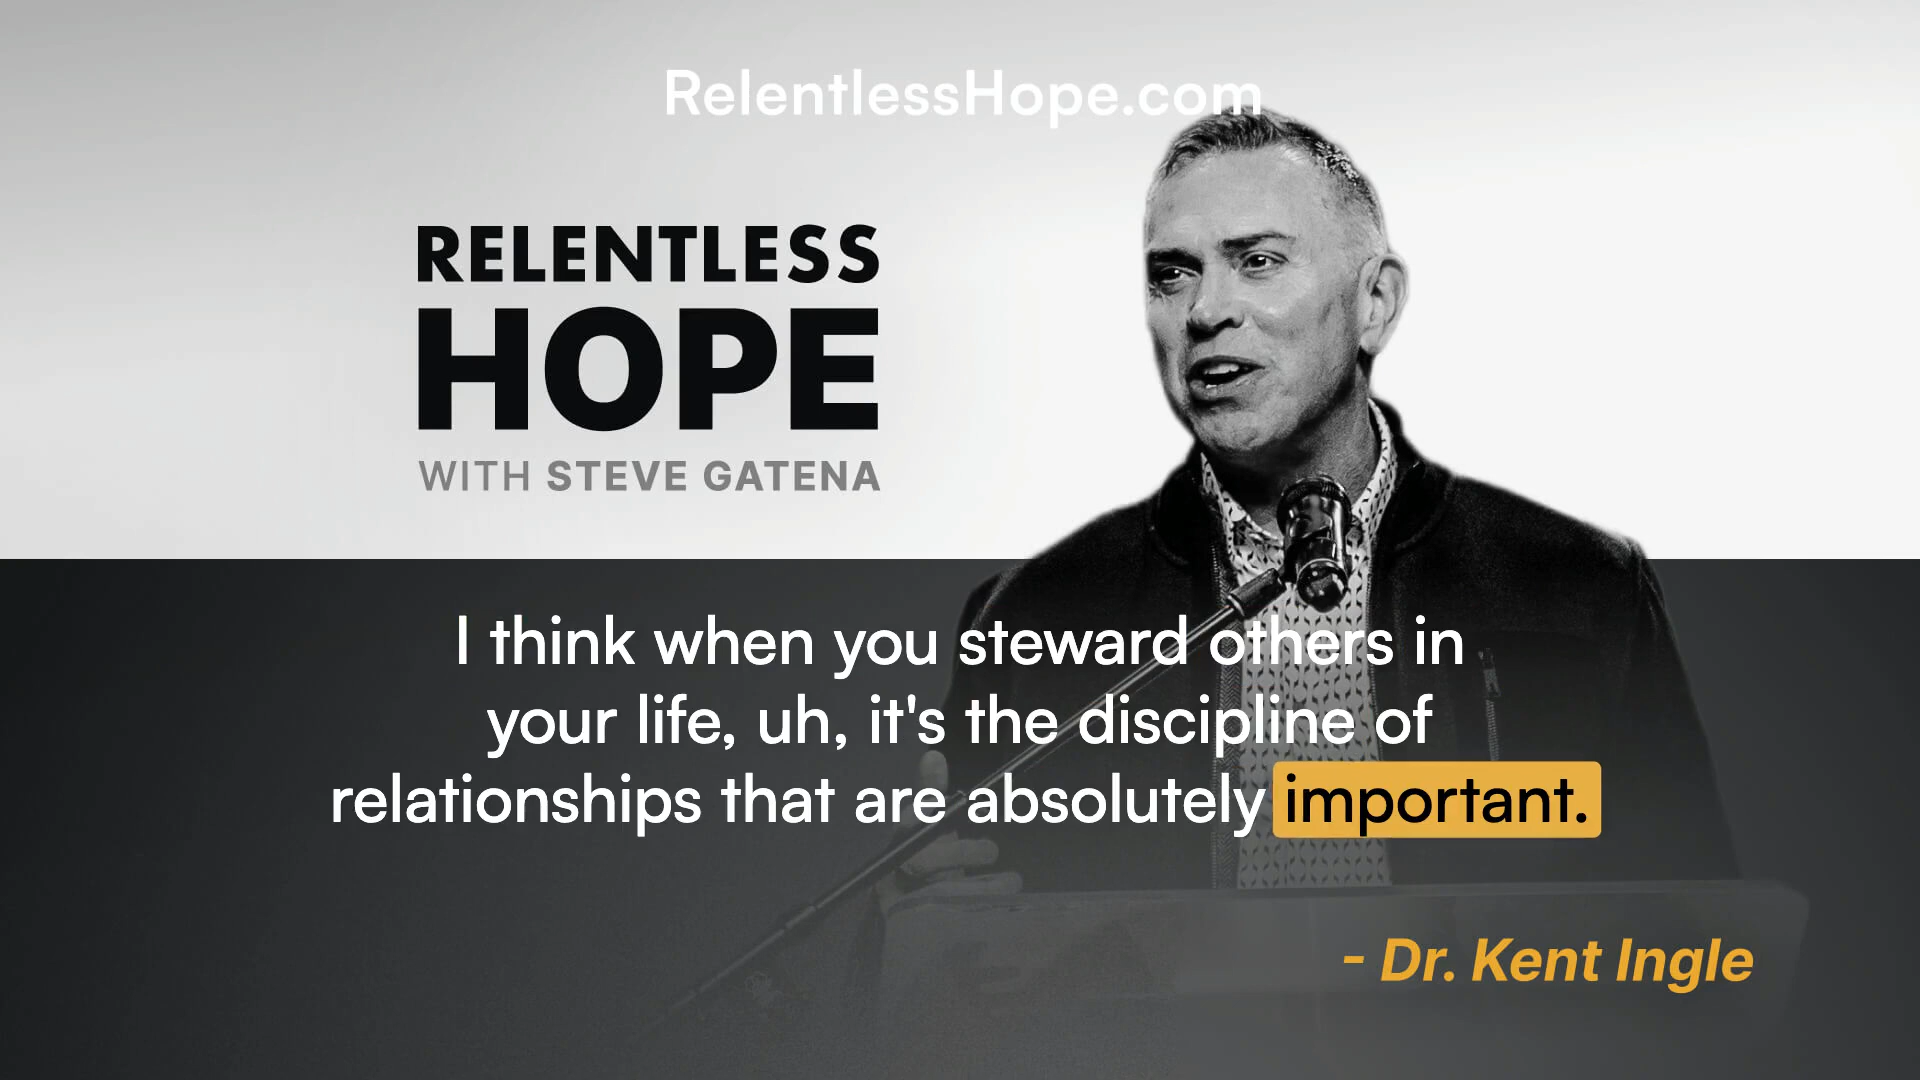 RelentlessHope.com
RELENTLESS
HOPE
WITH STEVE GATENA
I think when you steward others in
your life, uh, it's the discipline of
relationships that are absolutely important.
- Dr. Kent Ingle